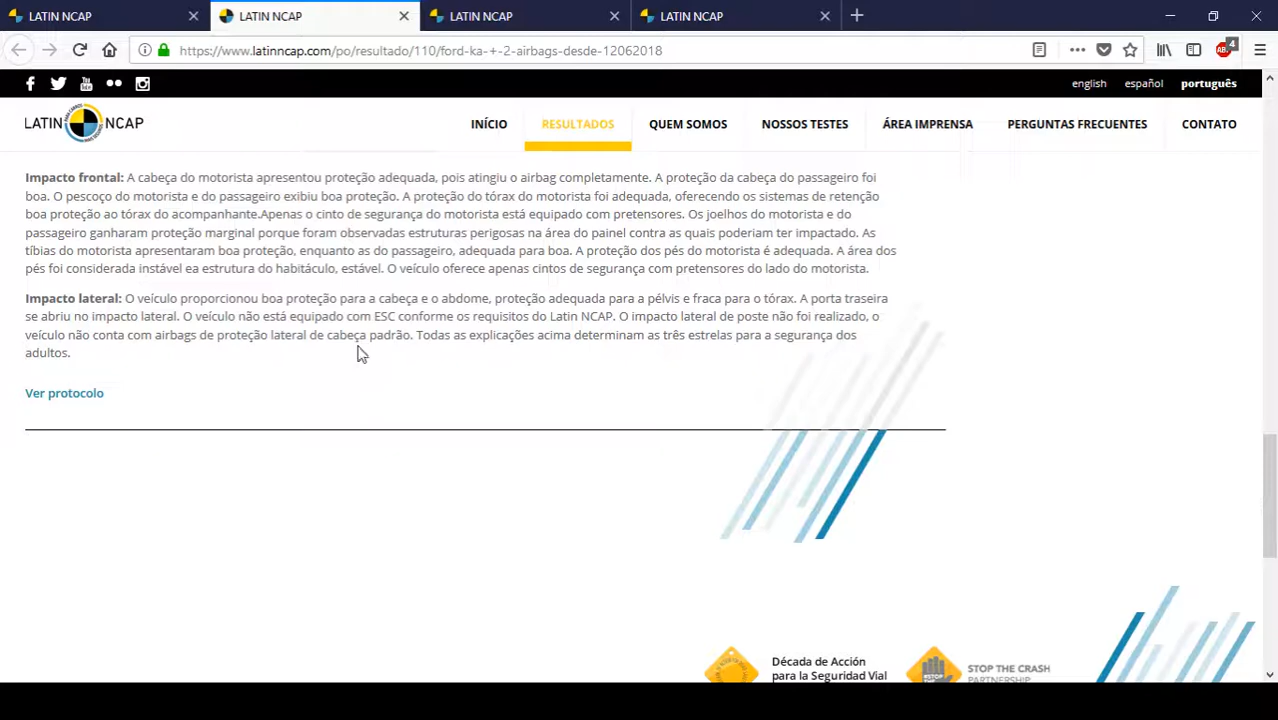 LATIN NCAP
LATIN NCAP
LATIN NCAP
LATIN NCAP
https://www.latinncap.com/po/resultado/110/ford-ka-+-2-airbags-desde-12062018
4
english español português
LATIN NCAP
INÍCIO RESULTADOS QUEM SOMOS NOSSOS TESTES ÁREA IMPRENSA PERGUNTAS FRECUENTES CONTATO
Impacto frontal: A cabeça do motorista apresentou proteção adequada, pois atingiu o airbag completamente. A proteção da cabeça do passageiro foi
boa. O pescoço do motorista e do passageiro exibiu boa proteção. A proteção do tórax do motorista foi adequada, oferecendo os sistemas de retenção
boa proteção ao tórax do acompanhante.Apenas o cinto de segurança do motorista está equipado com pretensores. Os joelhos do motorista e do
passageiro ganharam proteção marginal porque foram observadas estruturas perigosas na área do painel contra as quais poderiam ter impactado. As
tíbias do motorista apresentaram boa proteção, enquanto as do passageiro, adequada para boa. A proteção dos pés do motorista é adequada. A área dos
pés foi considerada instável ea estrutura do habitáculo, estável. O veículo oferece apenas cintos de segurança com pretensores do lado do motorista.
Impacto lateral: O veículo proporcionou boa proteção para a cabeça e o abdome, proteção adequada para a pélvis e fraca para o tórax. A porta traseira
se abriu no impacto lateral. O veículo não está equipado com ESC conforme os requisitos do Latin NCAP. O impacto lateral de poste não foi realizado, o
veículo não conta com airbags de proteção lateral de cabeça padrão. Todas as explicações acima determinam as três estrelas para a segurança dos
adultos.
Ver protocolo
Década de Acción
para la Seguridad Vial
STOP THE CRASH
PARTNERSHIP